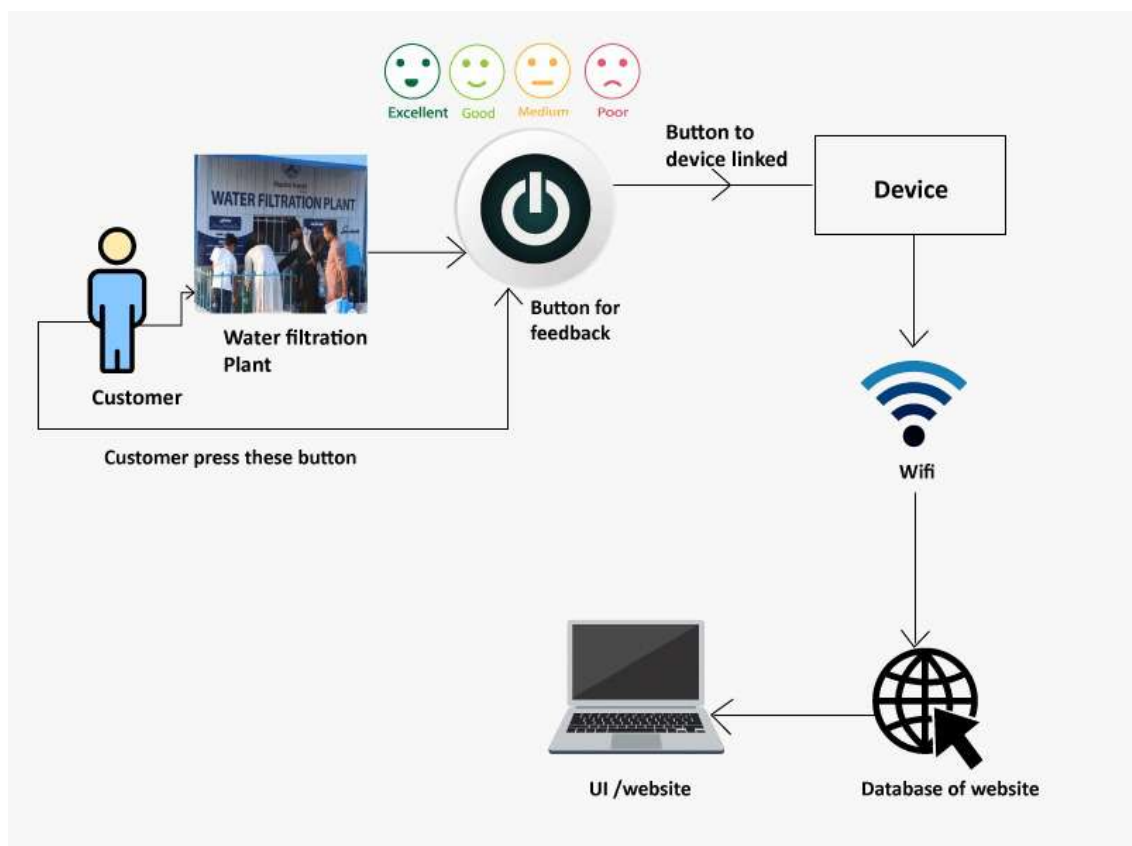 Excellent Good Medium Poor
Button to
device linked
Device
WATER FILTRATION PLANT
Button for
feedback
Water filtration
Plant
Customer
Customer press these button
Wifi
UI /website
Database of website